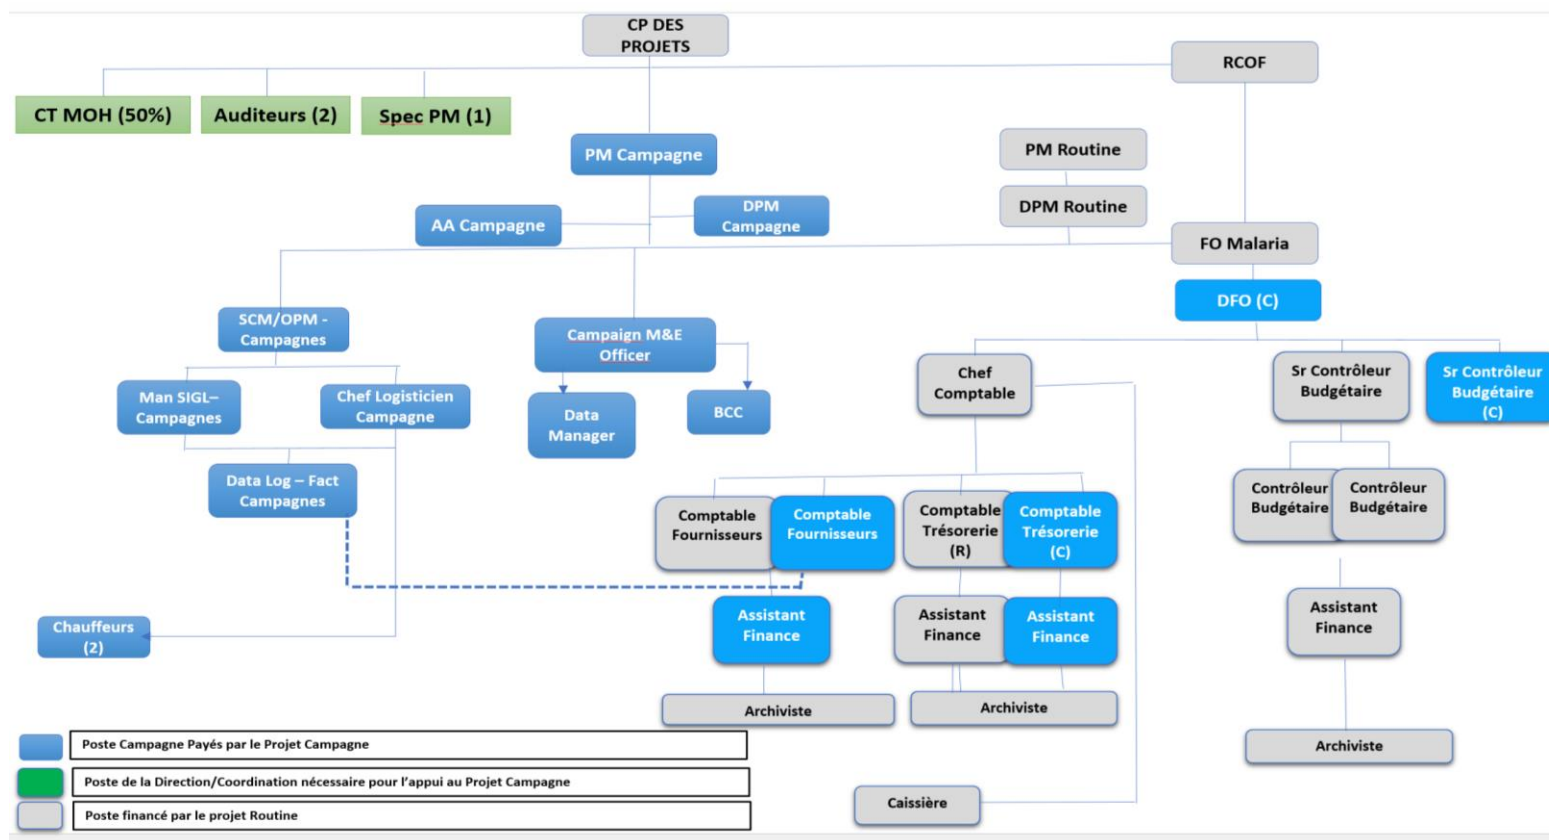 CP DES
PROJETS
RCOF
CT MOH (50%)
Auditeurs (2)
Spec PM (1)
PM Campagne
PM Routine
AA Campagne
DPM
Campagne
DPM Routine
FO Malaria
DFO (C)
SCM/OPM -
Campagnes
Campaign M&E
Officer
Chef
Comptable
Sr Contrôleur
Budgétaire
Sr Contrôleur
Budgétaire
(C)
Man SIGL–
Campagnes
Chef Logisticien
Campagne
Data
Manager
BCC
Data Log – Fact
Campagnes
Comptable
Fournisseurs
Comptable
Fournisseurs
Comptable
Trésorerie
(R)
Comptable
Trésorerie
(C)
Contrôleur
Budgétaire
Contrôleur
Budgétaire
Chauffeurs
(2)
Assistant
Finance
Assistant
Finance
Assistant
Finance
Assistant
Finance
Archiviste
Archiviste
Archiviste
Caissière
Poste Campagne Payés par le Projet Campagne
Poste de la Direction/Coordination nécessaire pour l’appui au Projet Campagne
Poste financé par le projet Routine